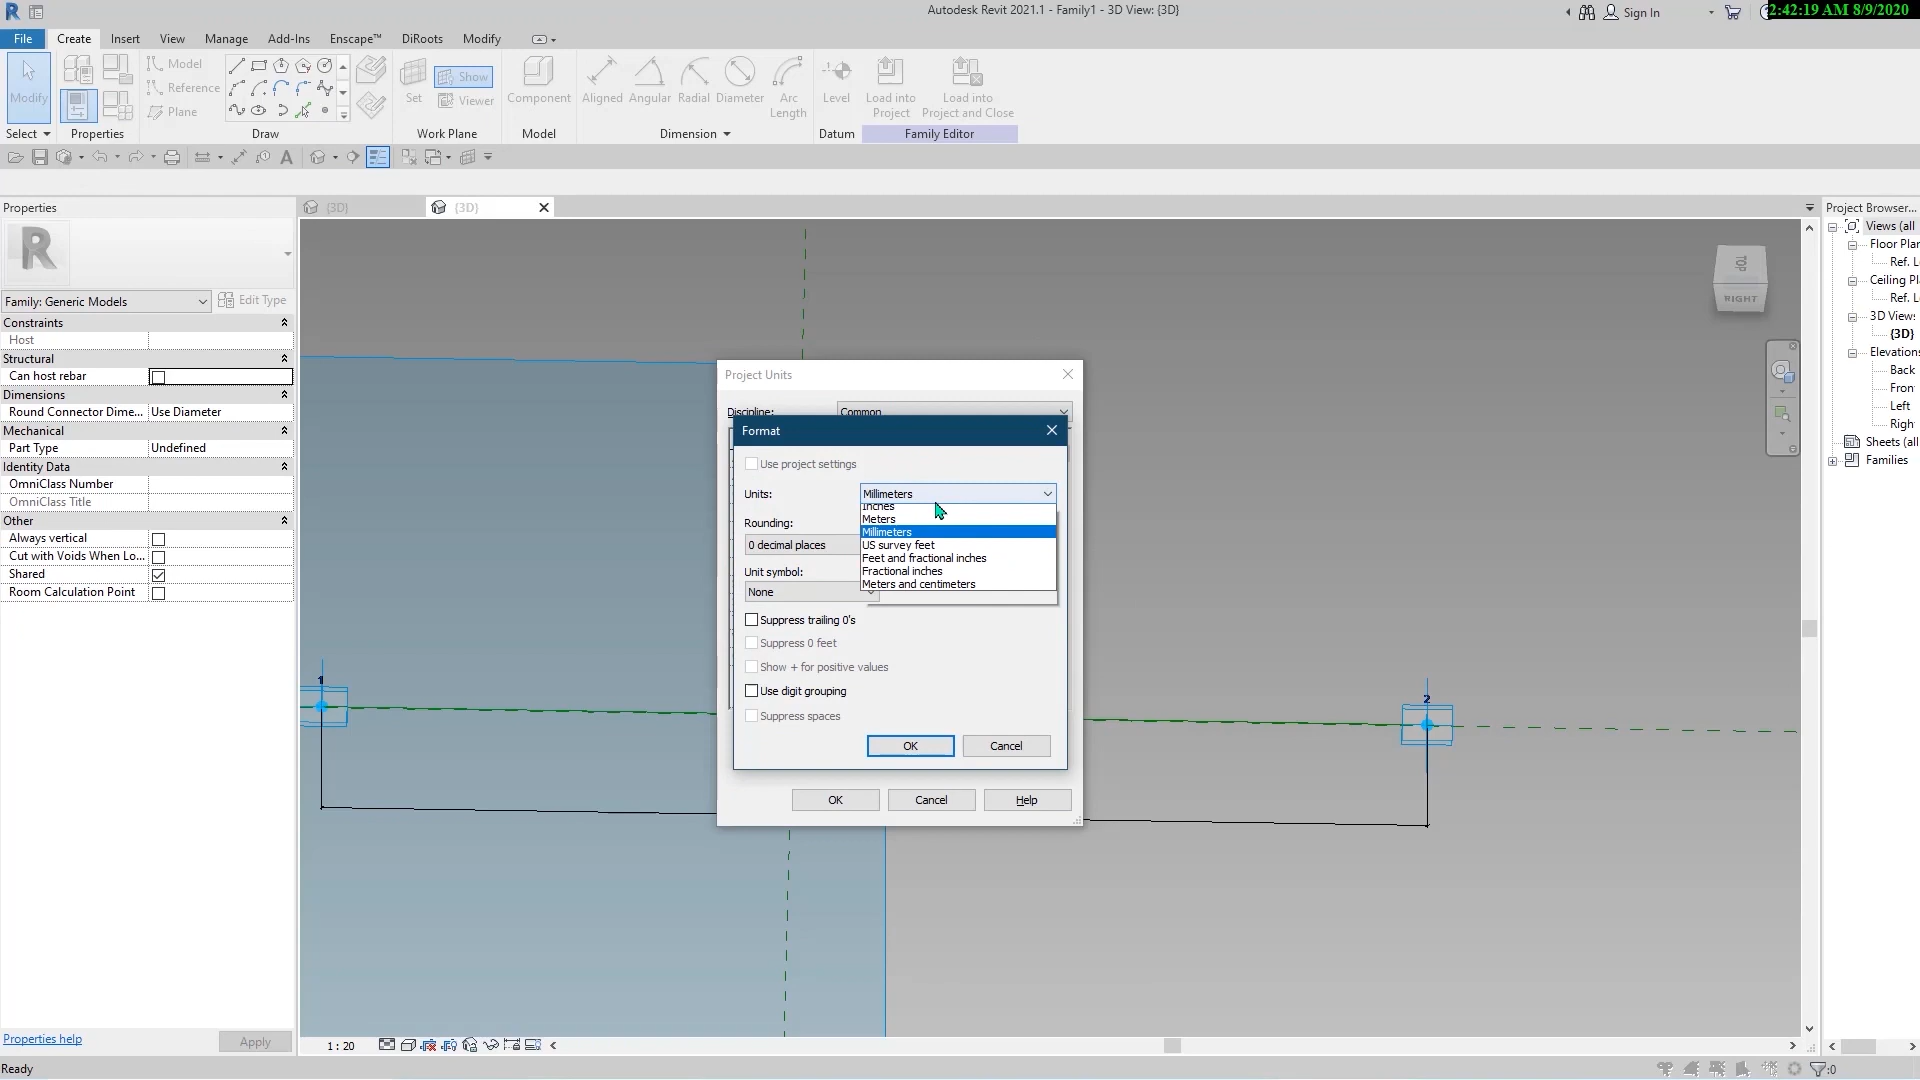 Autodesk Revit 2021.1 - Family1 - 3D View: {3D}
Sign In
2:42:19 AM 8/9/2020
File
Create
Insert
View
Manage
Add-Ins
Enscape™
DiRoots
Modify
Modify
Model
Reference
Plane
Set
Show
Viewer
Component
Aligned
Angular
Radial
Diameter
Arc
Length
Level
Load into
Project
Load into
Project and Close
Select
Properties
Draw
Work Plane
Model
Dimension
Datum
Family Editor
Properties
{3D}
{3D}
Project Browser...
R
Family: Generic Models
Edit Type
Constraints
Host
Structural
Can host rebar
Dimensions
Round Connector Dime...
Use Diameter
Mechanical
Part Type
Undefined
Identity Data
OmniClass Number
OmniClass Title
Other
Always vertical
Cut with Voids When Lo...
Shared
Room Calculation Point
Properties help
Apply
TOP
RIGHT
1
2
Project Units
Discipline:
Common
Format
Use project settings
Units:
Millimeters
Inches
Meters
Millimeters
US survey feet
Feet and fractional inches
Fractional inches
Meters and centimeters
Rounding:
0 decimal places
Unit symbol:
None
Suppress trailing 0's
Suppress 0 feet
Show + for positive values
Use digit grouping
Suppress spaces
OK
Cancel
OK
Cancel
Help
Views (all
Floor Plan
Ref. L
Ceiling Pl
Ref. L
3D Views
{3D}
Elevations
Back
Fron
Left
Righ
Sheets (all
Families
1 : 20
Ready
:0